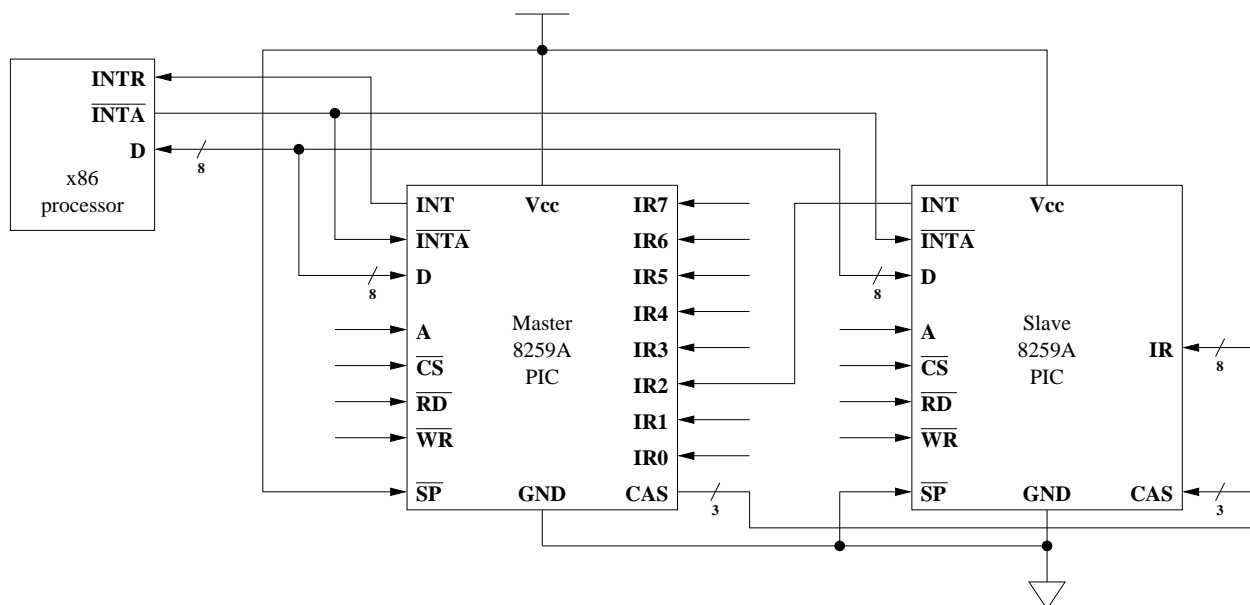 INTR
INTA
D
8
x86
processor
INT
Vcc
IR7
INTA
IR6
D
8
IR5
IR4
A
Master
8259A
PIC
IR3
CS
IR2
RD
IR1
WR
IR0
SP
GND
CAS
3
INT
Vcc
INTA
D
8
A
Slave
8259A
PIC
IR
8
CS
RD
WR
SP
GND
CAS
3